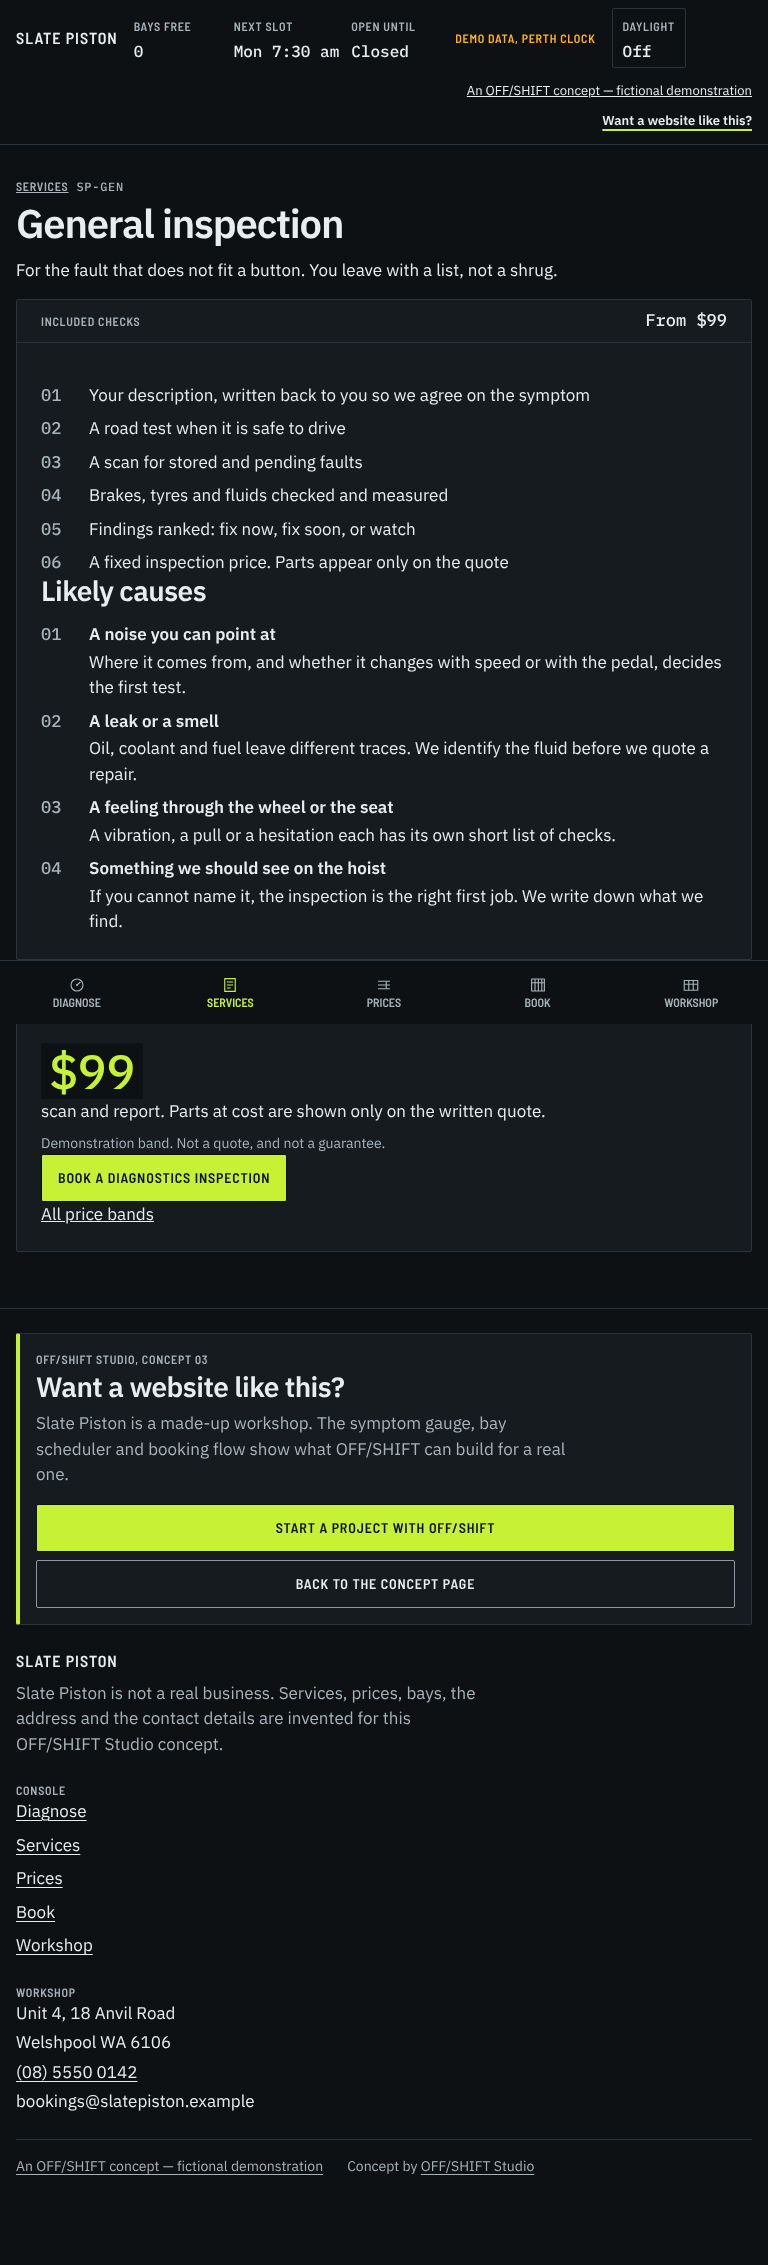 SLATE PISTON
BAYS FREE
0
NEXT SLOT
Mon 7:30 am
OPEN UNTIL
Closed
DEMO DATA, PERTH CLOCK
DAYLIGHT
Off
An OFF/SHIFT concept — fictional demonstration
Want a website like this?
SERVICES SP-GEN
General inspection
For the fault that does not fit a button. You leave with a list, not a shrug.
INCLUDED CHECKS
From $99
01 Your description, written back to you so we agree on the symptom
02 A road test when it is safe to drive
03 A scan for stored and pending faults
04 Brakes, tyres and fluids checked and measured
05 Findings ranked: fix now, fix soon, or watch
06 A fixed inspection price. Parts appear only on the quote
Likely causes
01 A noise you can point at
Where it comes from, and whether it changes with speed or with the pedal, decides
the first test.
02 A leak or a smell
Oil, coolant and fuel leave different traces. We identify the fluid before we quote a
repair.
03 A feeling through the wheel or the seat
A vibration, a pull or a hesitation each has its own short list of checks.
04 Something we should see on the hoist
If you cannot name it, the inspection is the right first job. We write down what we
find.
DIAGNOSE
SERVICES
PRICES
BOOK
WORKSHOP
$99
scan and report. Parts at cost are shown only on the written quote.
Demonstration band. Not a quote, and not a guarantee.
BOOK A DIAGNOSTICS INSPECTION
All price bands
OFF/SHIFT STUDIO, CONCEPT 03
Want a website like this?
Slate Piston is a made-up workshop. The symptom gauge, bay
scheduler and booking flow show what OFF/SHIFT can build for a real
one.
START A PROJECT WITH OFF/SHIFT
BACK TO THE CONCEPT PAGE
SLATE PISTON
Slate Piston is not a real business. Services, prices, bays, the
address and the contact details are invented for this
OFF/SHIFT Studio concept.
CONSOLE
Diagnose
Services
Prices
Book
Workshop
WORKSHOP
Unit 4, 18 Anvil Road
Welshpool WA 6106
(08) 5550 0142
bookings@slatepiston.example
An OFF/SHIFT concept — fictional demonstration
Concept by OFF/SHIFT Studio